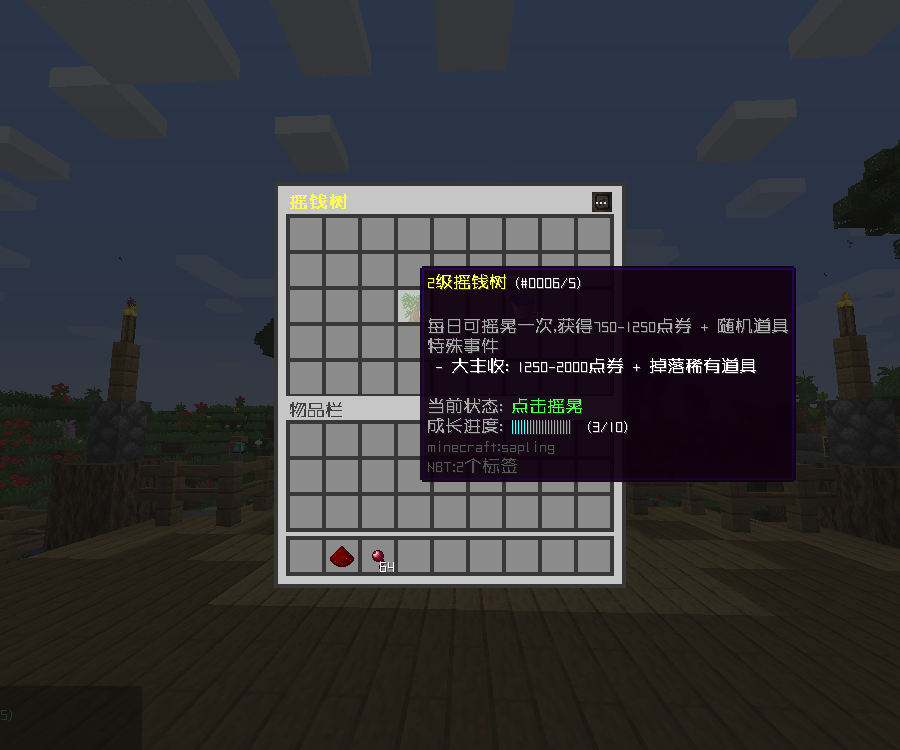 摇钱树
2级摇钱树 (#0006/5)
每日可摇晃一次,获得750-1250点券 + 随机道具
特殊事件
- 大丰收: 1250-2000点券 + 掉落稀有道具
当前状态: 点击摇晃
成长进度: (3/10)
物品栏
minecraft:sapling
NBT:2个标签
64
5)